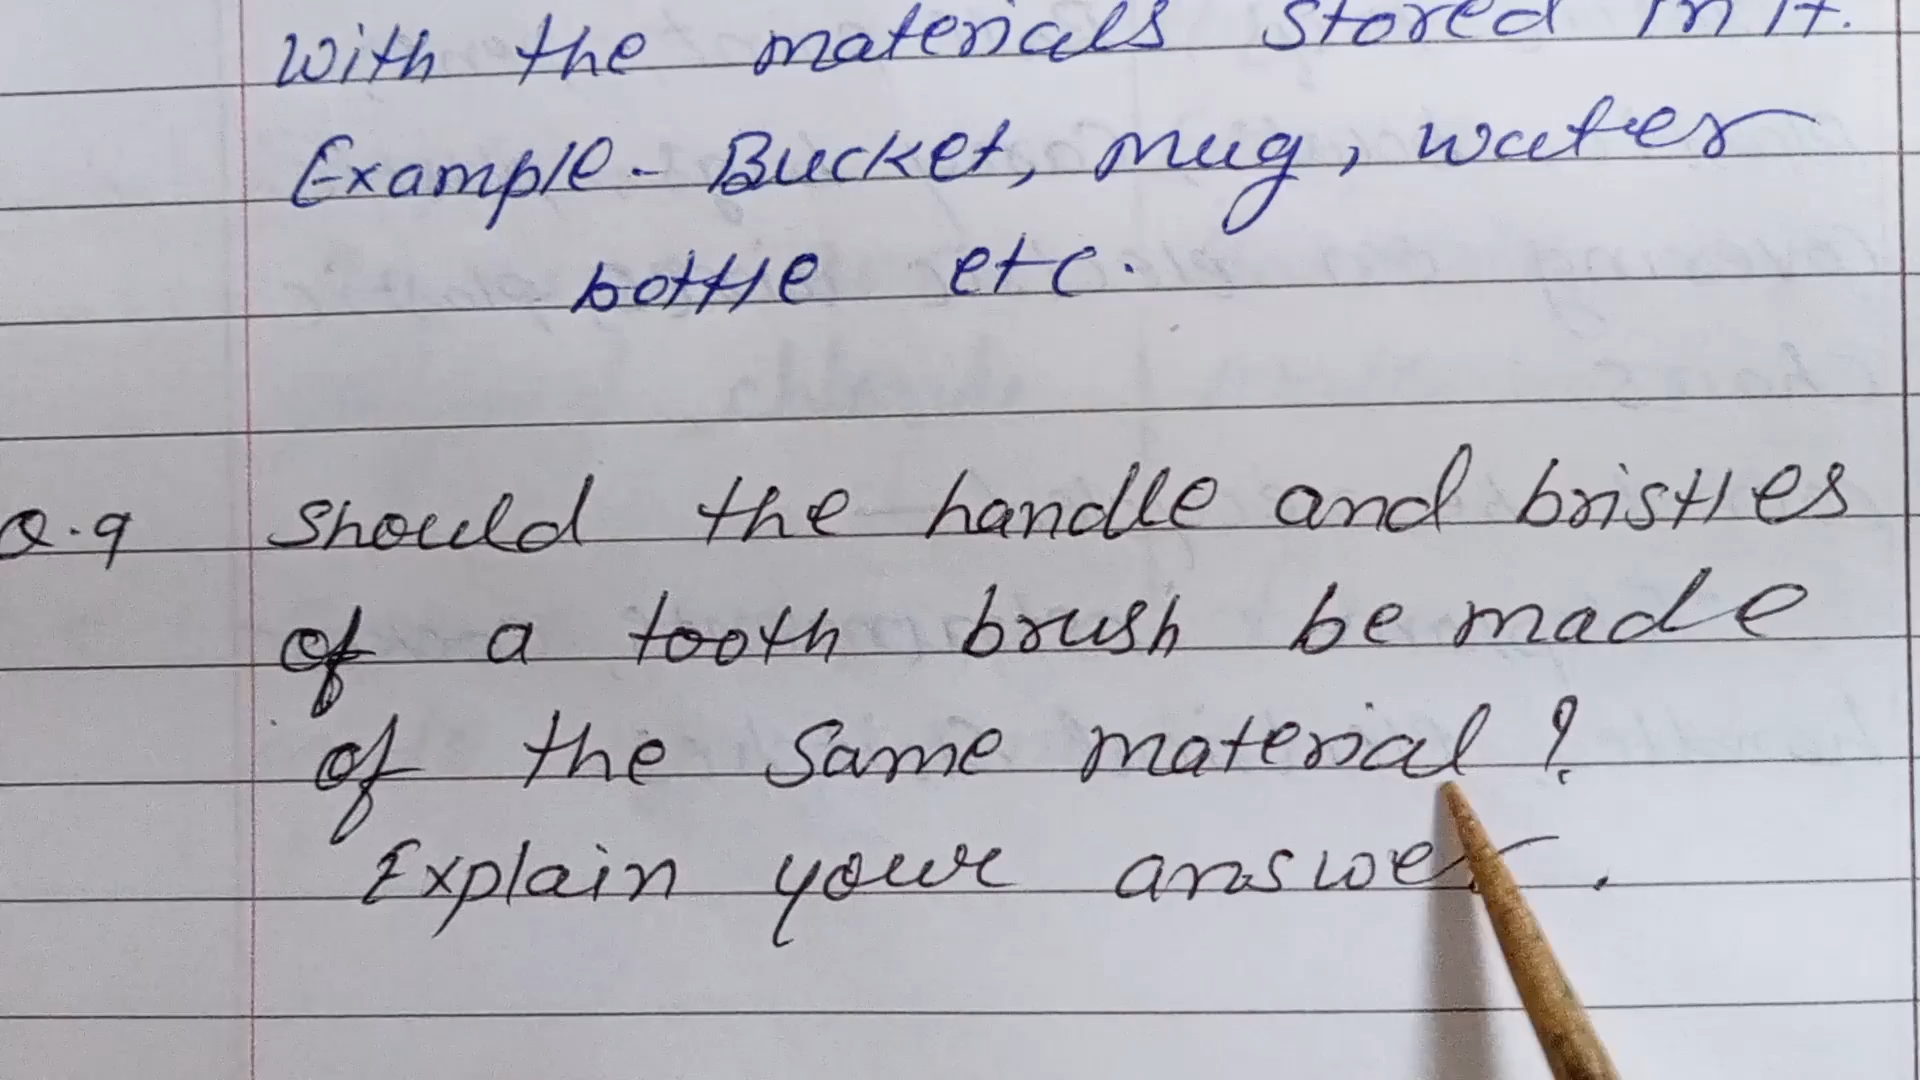 with the materials stored in it.
Example - Bucket, mug, water
bottle etc.
Q.9 Should the handle and bristles
of a tooth brush be made
of the same material?
Explain your answer.